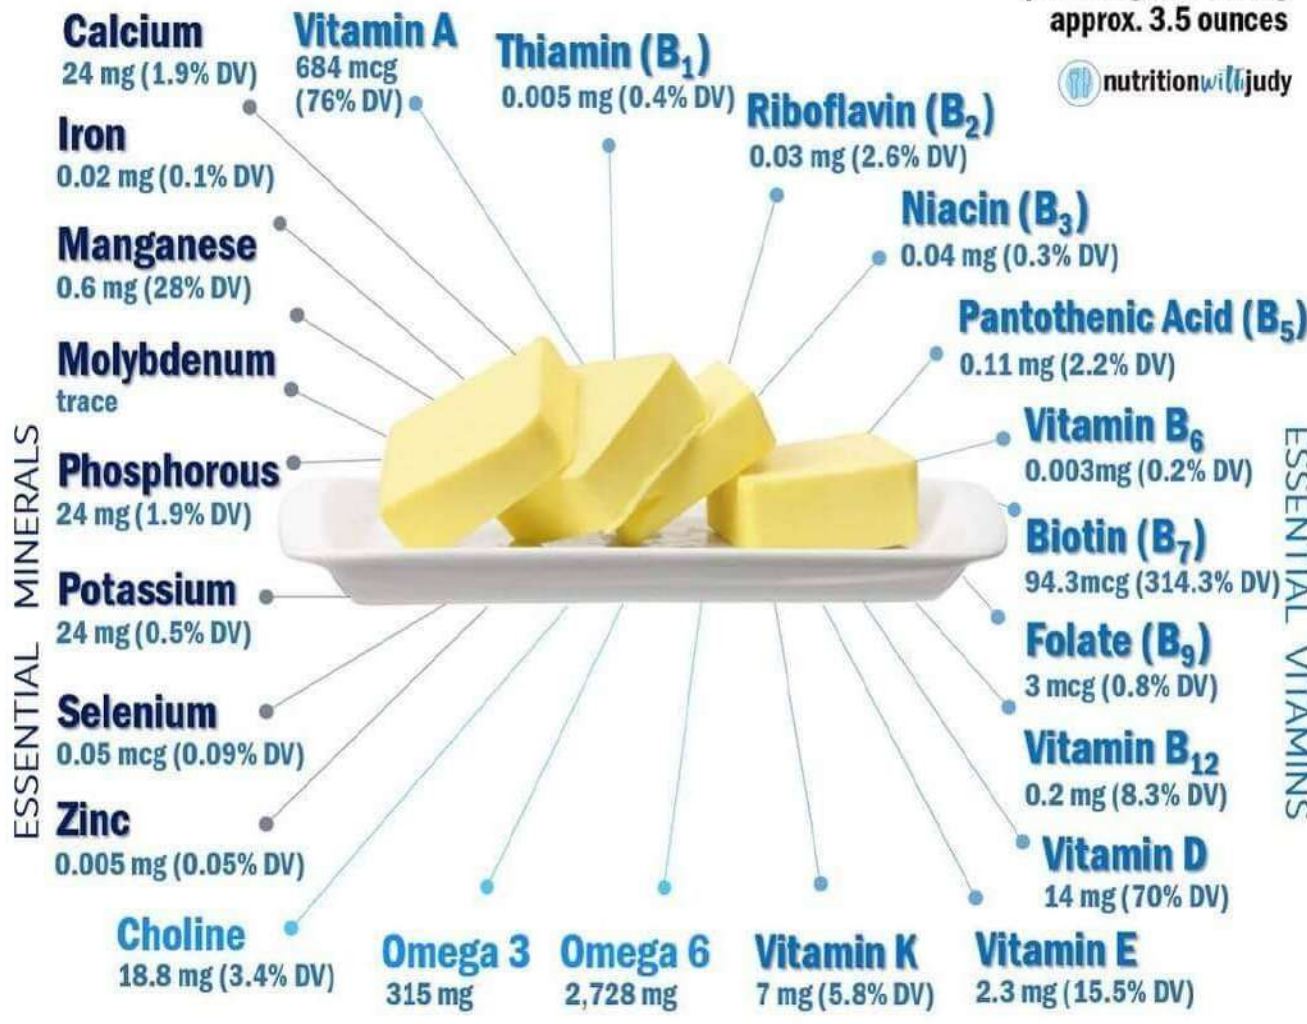 approx. 3.5 ounces
nutritionwithjudy
Calcium
24 mg (1.9% DV)
Iron
0.02 mg (0.1% DV)
Manganese
0.6 mg (28% DV)
Molybdenum
trace
Phosphorous
24 mg (1.9% DV)
Potassium
24 mg (0.5% DV)
Selenium
0.05 mcg (0.09% DV)
Zinc
0.005 mg (0.05% DV)
ESSENTIAL MINERALS
Vitamin A
684 mcg
(76% DV)
Thiamin (B₁)
0.005 mg (0.4% DV)
Riboflavin (B₂)
0.03 mg (2.6% DV)
Niacin (B₃)
0.04 mg (0.3% DV)
Pantothenic Acid (B₅)
0.11 mg (2.2% DV)
Vitamin B₆
0.003mg (0.2% DV)
Biotin (B₇)
94.3mcg (314.3% DV)
Folate (B₉)
3 mcg (0.8% DV)
Vitamin B₁₂
0.2 mg (8.3% DV)
Vitamin D
14 mg (70% DV)
ESSENTIAL VITAMINS
Choline
18.8 mg (3.4% DV)
Omega 3
315 mg
Omega 6
2,728 mg
Vitamin K
7 mg (5.8% DV)
Vitamin E
2.3 mg (15.5% DV)